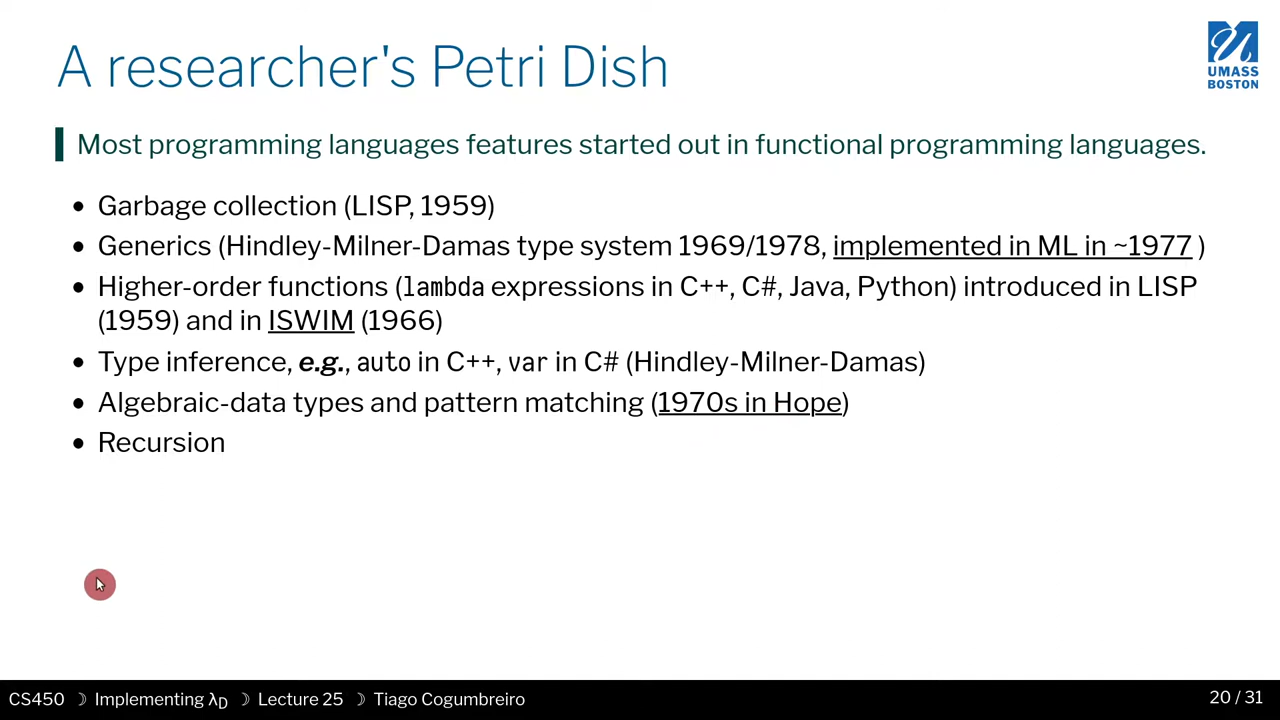 A researcher's Petri Dish
UMASS
BOSTON
Most programming languages features started out in functional programming languages.
• Garbage collection (LISP, 1959)
• Generics (Hindley-Milner-Damas type system 1969/1978, implemented in ML in ~1977 )
• Higher-order functions (lambda expressions in C++, C#, Java, Python) introduced in LISP
(1959) and in ISWIM (1966)
• Type inference, e.g., auto in C++, var in C# (Hindley-Milner-Damas)
• Algebraic-data types and pattern matching (1970s in Hope)
• Recursion
CS450 ☽ Implementing λD ☽ Lecture 25 ☽ Tiago Cogumbreiro
20 / 31